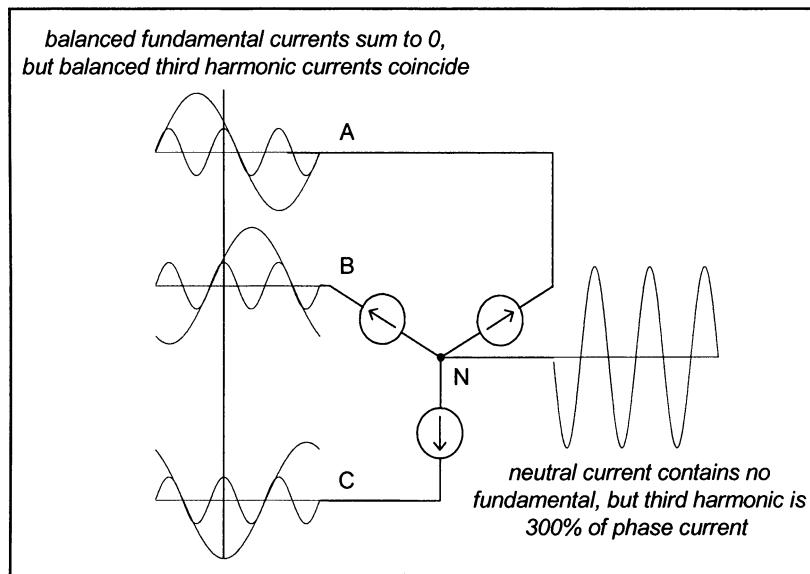 balanced fundamental currents sum to 0,
but balanced third harmonic currents coincide
A
B
N
C
neutral current contains no
fundamental, but third harmonic is
300% of phase current